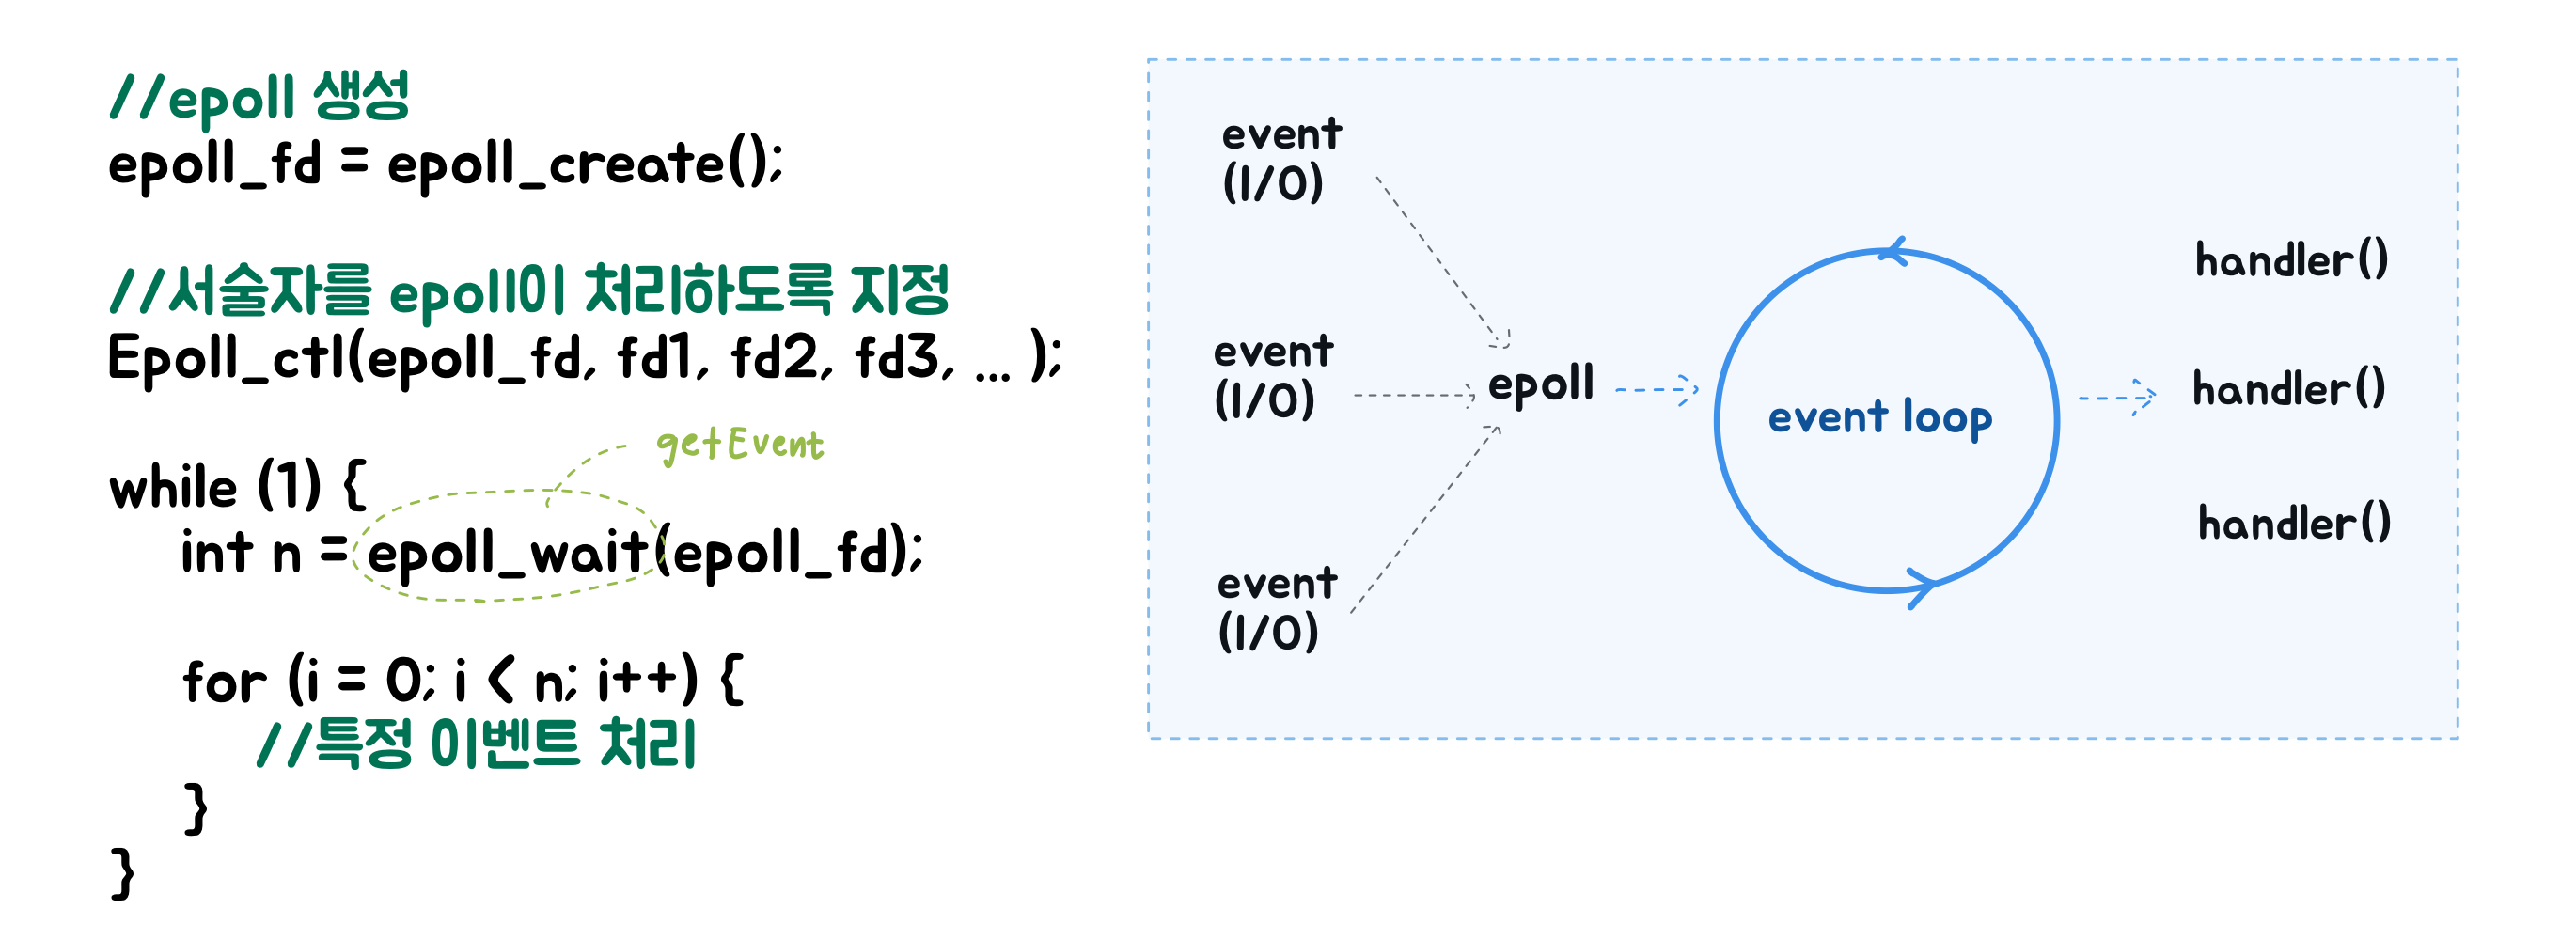 //epoll 생성
epoll_fd = epoll_create();
//서술자를 epoll이 처리하도록 지정
Epoll_ctl(epoll_fd, fd1, fd2, fd3, ... );
getEvent
while (1) {
int n = epoll_wait(epoll_fd);
for (i = 0; i < n; i++) {
//특정 이벤트 처리
}
}
event
(I/O)
event
(I/O)
event
(I/O)
epoll
event loop
handler()
handler()
handler()